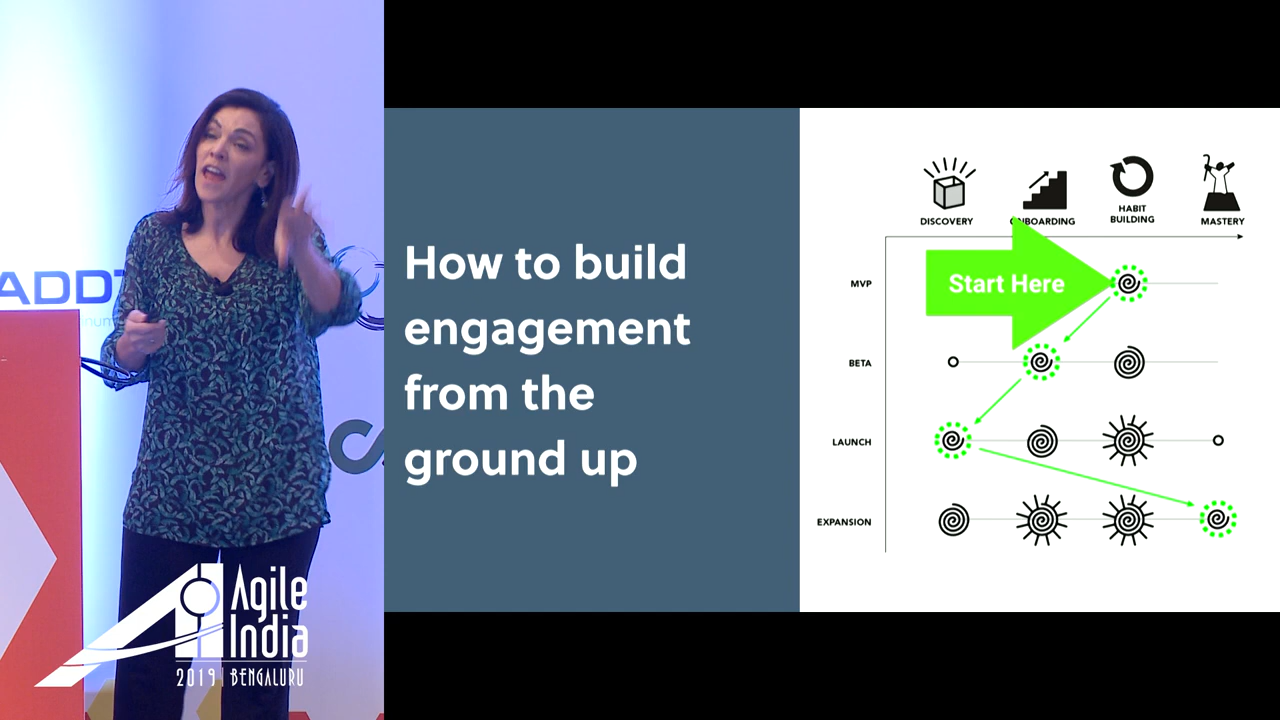 How to build
engagement
from the
ground up
DISCOVERY
ONBOARDING
HABIT
BUILDING
MASTERY
MVP
Start Here
BETA
LAUNCH
EXPANSION
ADD
Agile
India
2019 | BENGALURU